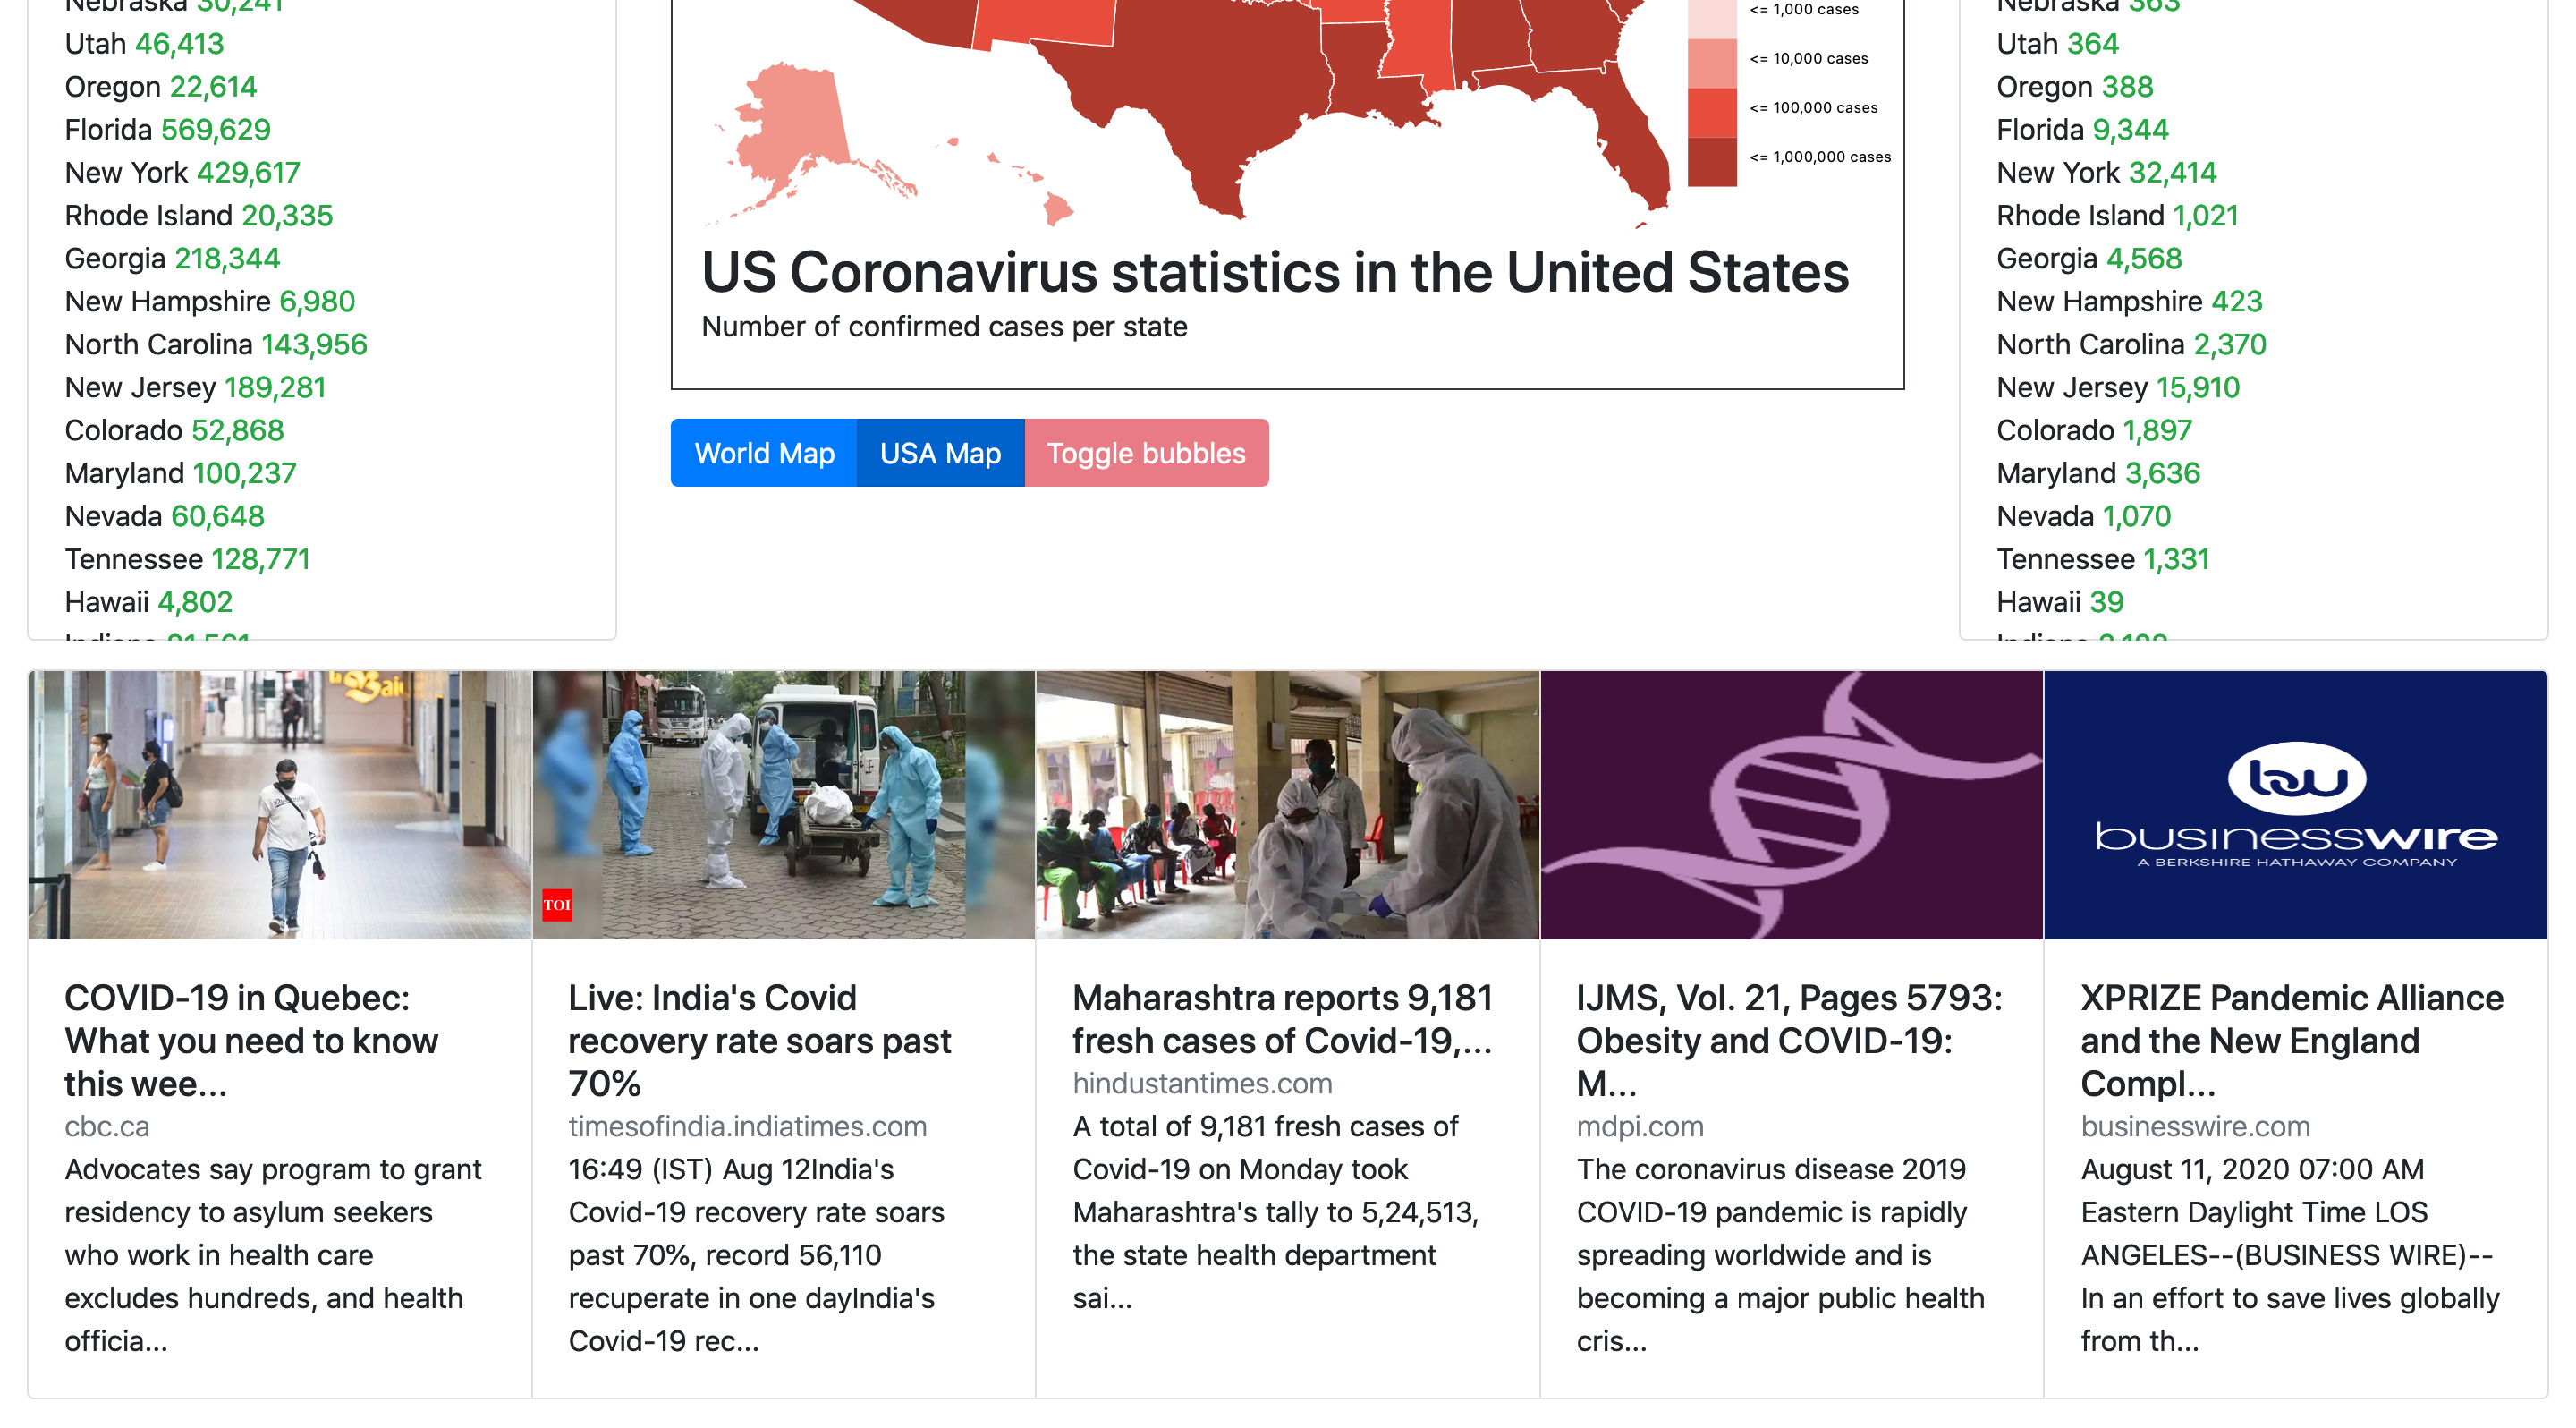 Nebraska 30,241
Utah 46,413
Oregon 22,614
Florida 569,629
New York 429,617
Rhode Island 20,335
Georgia 218,344
New Hampshire 6,980
North Carolina 143,956
New Jersey 189,281
Colorado 52,868
Maryland 100,237
Nevada 60,648
Tennessee 128,771
Hawaii 4,802
Indiana 81,561
<= 1,000 cases
<= 10,000 cases
<= 100,000 cases
<= 1,000,000 cases
US Coronavirus statistics in the United States
Number of confirmed cases per state
World Map
USA Map
Toggle bubbles
Nebraska 363
Utah 364
Oregon 388
Florida 9,344
New York 32,414
Rhode Island 1,021
Georgia 4,568
New Hampshire 423
North Carolina 2,370
New Jersey 15,910
Colorado 1,897
Maryland 3,636
Nevada 1,070
Tennessee 1,331
Hawaii 39
Indiana
COVID-19 in Quebec:
What you need to know
this wee...
cbc.ca
Advocates say program to grant
residency to asylum seekers
who work in health care
excludes hundreds, and health
officia...
TOI
Live: India's Covid
recovery rate soars past
70%
timesofindia.indiatimes.com
16:49 (IST) Aug 12India's
Covid-19 recovery rate soars
past 70%, record 56,110
recuperate in one dayIndia's
Covid-19 rec...
Maharashtra reports 9,181
fresh cases of Covid-19,...
hindustantimes.com
A total of 9,181 fresh cases of
Covid-19 on Monday took
Maharashtra's tally to 5,24,513,
the state health department
sai...
IJMS, Vol. 21, Pages 5793:
Obesity and COVID-19:
M...
mdpi.com
The coronavirus disease 2019
COVID-19 pandemic is rapidly
spreading worldwide and is
becoming a major public health
cris...
bw
businesswire
A BERKSHIRE HATHAWAY COMPANY
XPRIZE Pandemic Alliance
and the New England
Compl...
businesswire.com
August 11, 2020 07:00 AM
Eastern Daylight Time LOS
ANGELES--(BUSINESS WIRE)--
In an effort to save lives globally
from th...